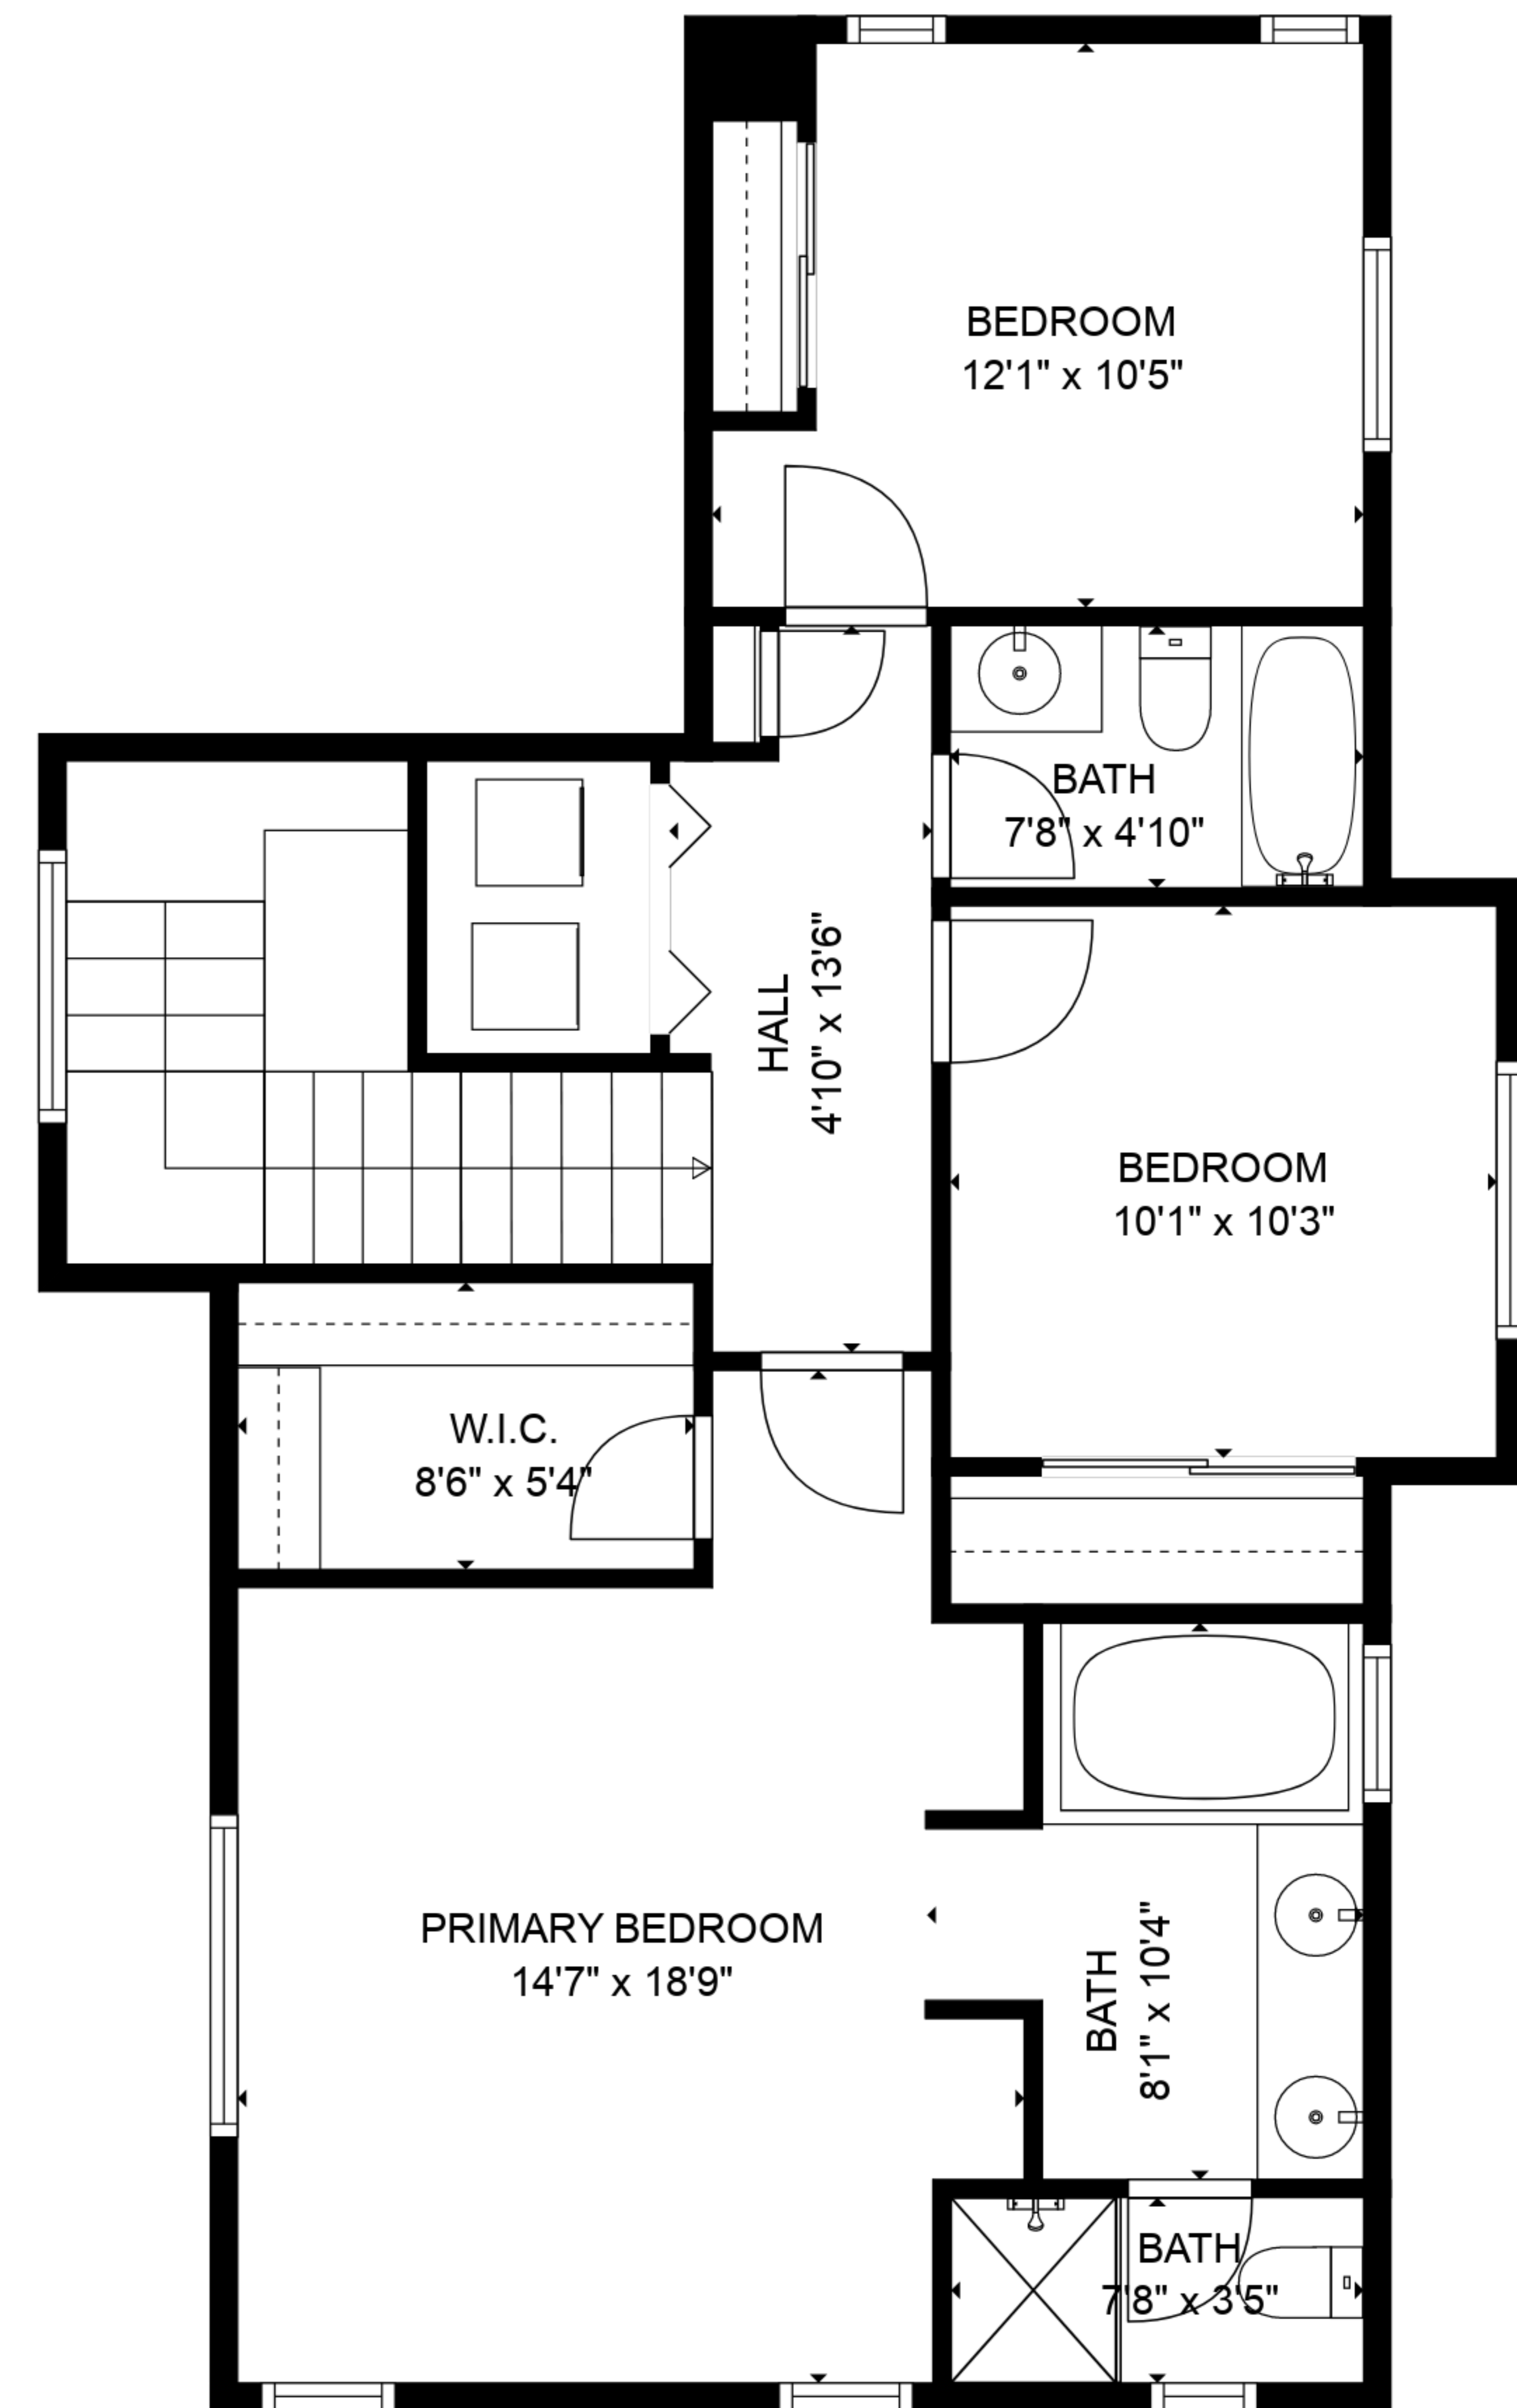 BEDROOM
12'1" x 10'5"
BATH
7'8" x 4'10"
HALL
4'10" x 13'6"
BEDROOM
10'1" x 10'3"
W.I.C.
8'6" x 5'4"
PRIMARY BEDROOM
14'7" x 18'9"
BATH
8'1" x 10'4"
BATH
7'8" x 3'5"